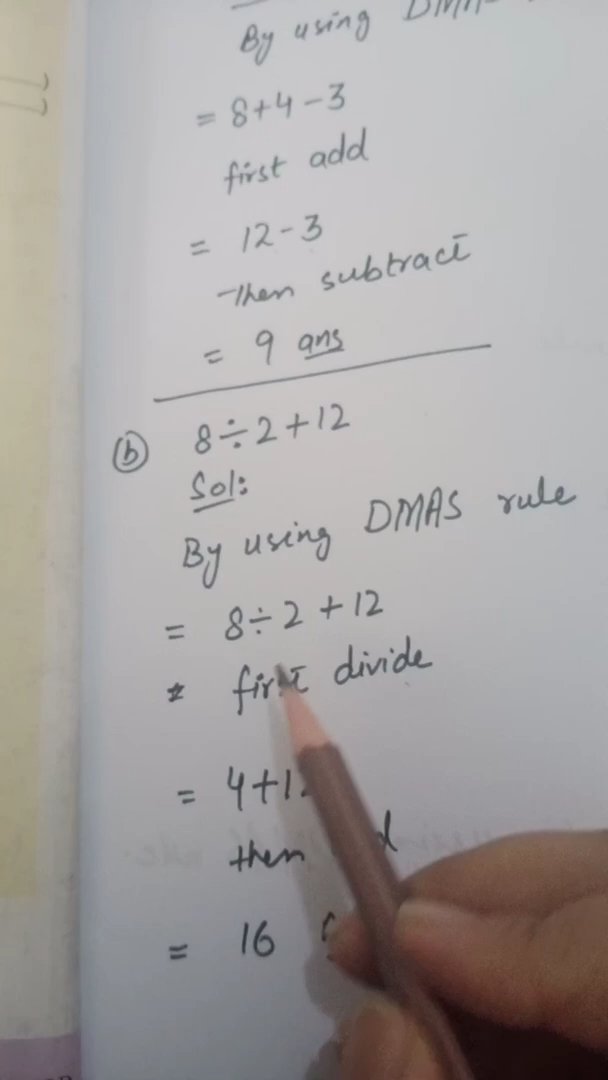 By using
= 8+4-3
first add
= 12-3
then subtract
= 9 ans
(b) 8÷2+12
Sol:
By using DMAS rule
= 8÷2+12
first divide
= 4+1
then
= 16